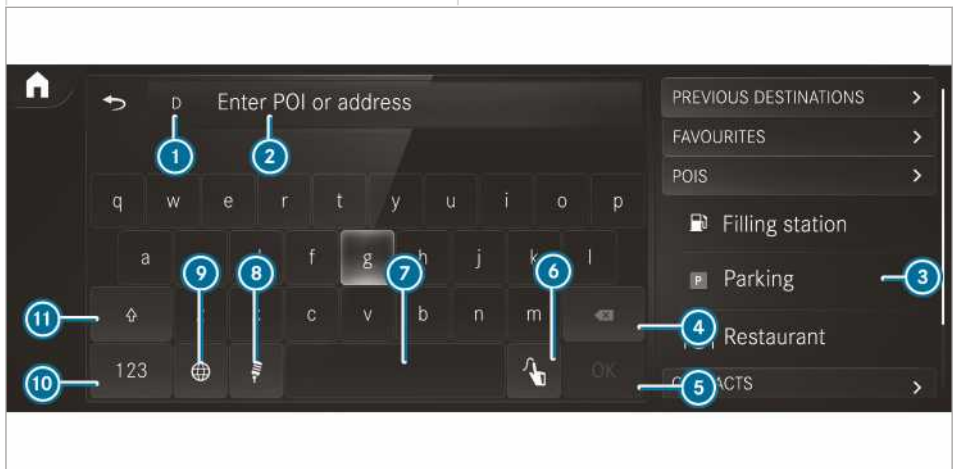 D Enter POI or address
1 2
q w e r t y u i o p
a f g h j k l
c v b n m
123 OK
PREVIOUS DESTINATIONS
FAVOURITES
POIS
Filling station
P Parking
Restaurant
3
4
5
6
7
8
9
10
11